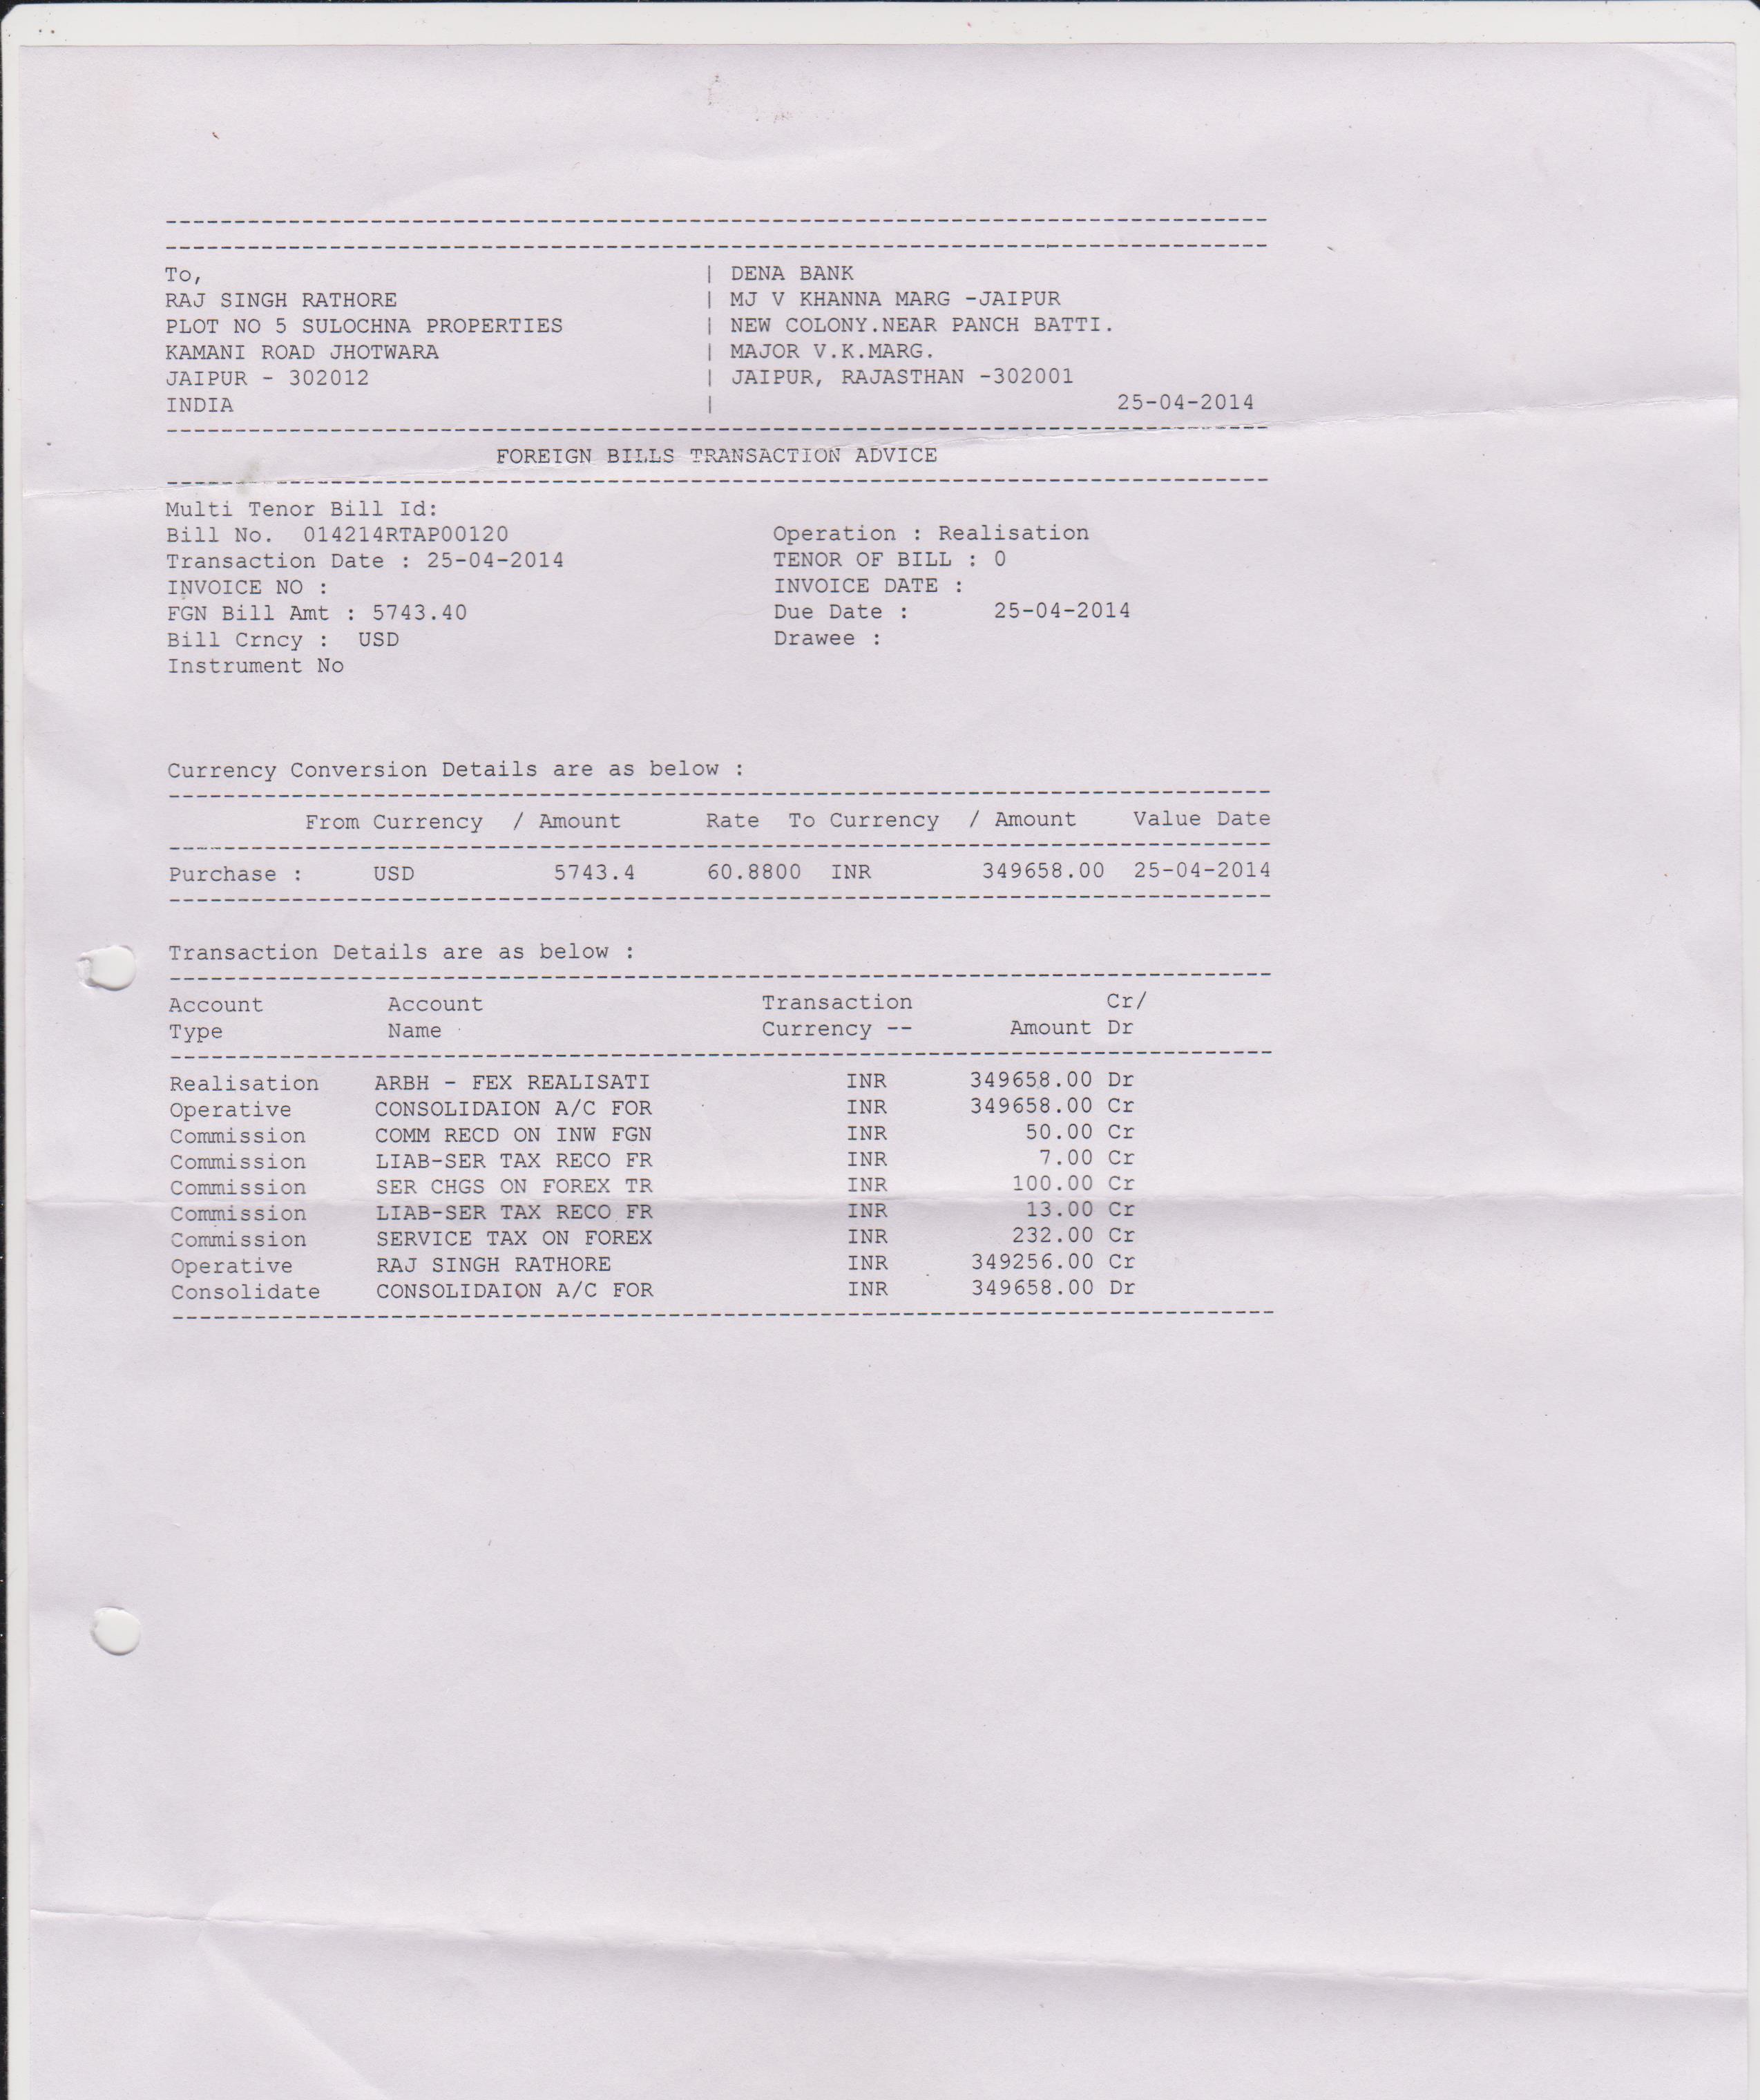 --------------------------------------------------------------------------------
--------------------------------------------------------------------------------
To, | DENA BANK
RAJ SINGH RATHORE | MJ V KHANNA MARG -JAIPUR
PLOT NO 5 SULOCHNA PROPERTIES | NEW COLONY.NEAR PANCH BATTI.
KAMANI ROAD JHOTWARA | MAJOR V.K.MARG.
JAIPUR - 302012 | JAIPUR, RAJASTHAN -302001
INDIA | 25-04-2014
--------------------------------------------------------------------------------
FOREIGN BILLS TRANSACTION ADVICE
--------------------------------------------------------------------------------
Multi Tenor Bill Id:
Bill No. 014214RTAP00120 Operation : Realisation
Transaction Date : 25-04-2014 TENOR OF BILL : 0
INVOICE NO : INVOICE DATE :
FGN Bill Amt : 5743.40 Due Date : 25-04-2014
Bill Crncy : USD Drawee :
Instrument No
Currency Conversion Details are as below :
--------------------------------------------------------------------------------
From Currency / Amount Rate To Currency / Amount Value Date
--------------------------------------------------------------------------------
Purchase : USD 5743.4 60.8800 INR 349658.00 25-04-2014
--------------------------------------------------------------------------------
Transaction Details are as below :
--------------------------------------------------------------------------------
Account Account Transaction Cr/
Type Name Currency -- Amount Dr
--------------------------------------------------------------------------------
Realisation ARBH - FEX REALISATI INR 349658.00 Dr
Operative CONSOLIDAION A/C FOR INR 349658.00 Cr
Commission COMM RECD ON INW FGN INR 50.00 Cr
Commission LIAB-SER TAX RECO FR INR 7.00 Cr
Commission SER CHGS ON FOREX TR INR 100.00 Cr
Commission LIAB-SER TAX RECO FR INR 13.00 Cr
Commission SERVICE TAX ON FOREX INR 232.00 Cr
Operative RAJ SINGH RATHORE INR 349256.00 Cr
Consolidate CONSOLIDAION A/C FOR INR 349658.00 Dr
--------------------------------------------------------------------------------